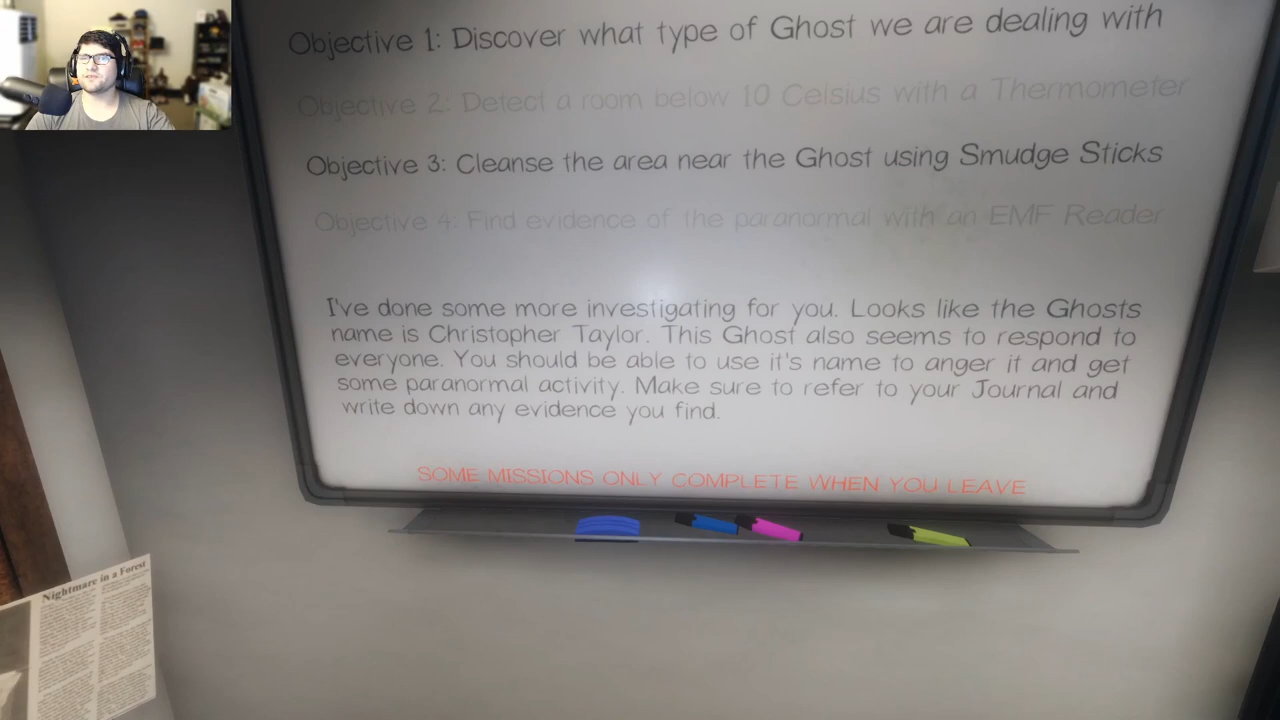 Objective 1: Discover what type of Ghost we are dealing with
Objective 2: Detect a room below 10 Celsius with a Thermometer
Objective 3: Cleanse the area near the Ghost using Smudge Sticks
Objective 4: Find evidence of the paranormal with an EMF Reader
I've done some more investigating for you. Looks like the Ghosts
name is Christopher Taylor. This Ghost also seems to respond to
everyone. You should be able to use it's name to anger it and get
some paranormal activity. Make sure to refer to your Journal and
write down any evidence you find.
SOME MISSIONS ONLY COMPLETE WHEN YOU LEAVE
Nightmare in a Forest